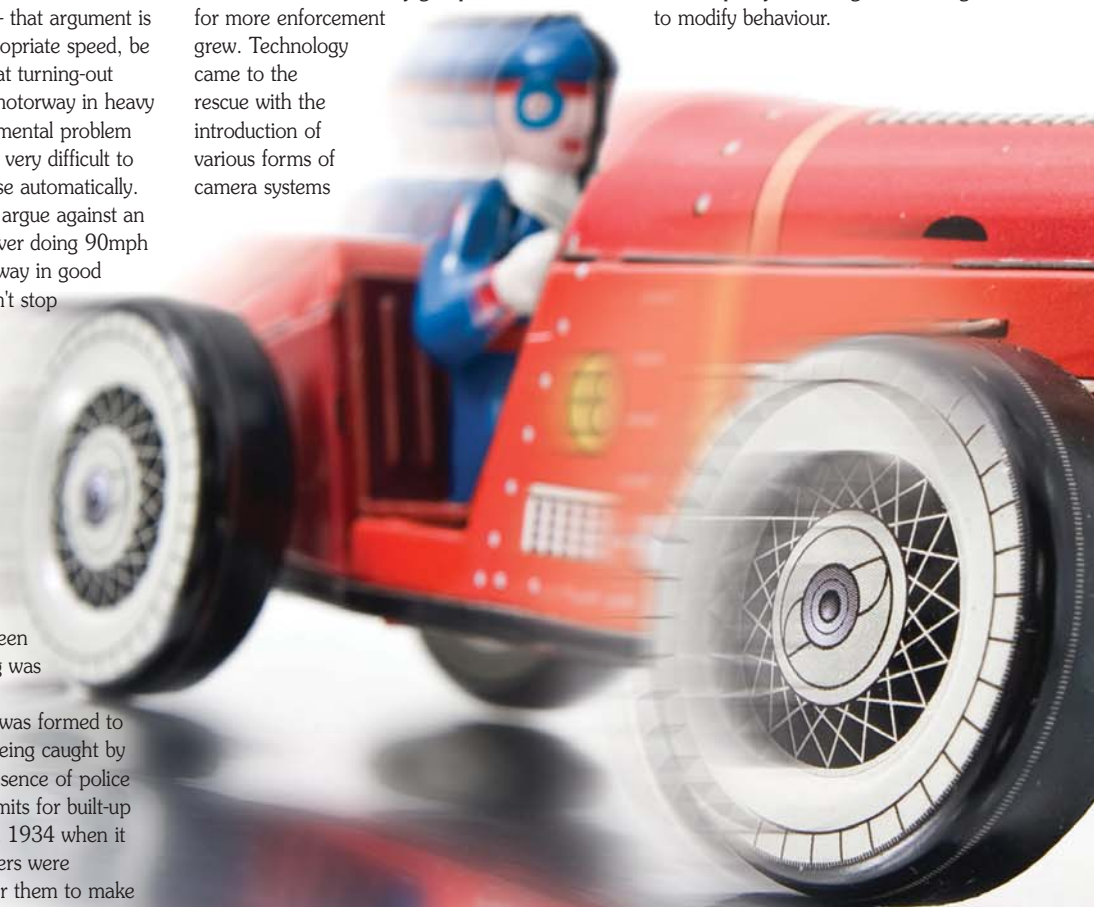 - that argument is
opriate speed, be
at turning-out
motorway in heavy
mental problem
very difficult to
se automatically.
argue against an
ver doing 90mph
way in good
n't stop
een
g was
was formed to
eing caught by
sence of police
mits for built-up
1934 when it
ers were
r them to make
for more enforcement
grew. Technology
came to the
rescue with the
introduction of
various forms of
camera systems
to modify behaviour.